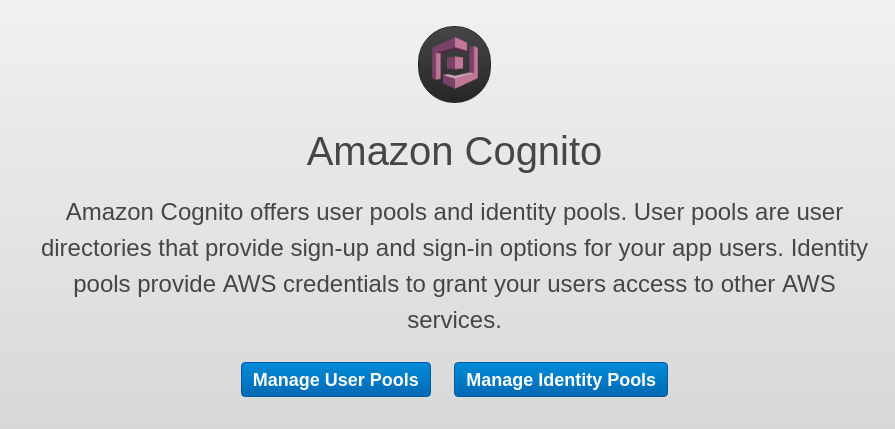 Amazon Cognito
Amazon Cognito offers user pools and identity pools. User pools are user
directories that provide sign-up and sign-in options for your app users. Identity
pools provide AWS credentials to grant your users access to other AWS
services.
Manage User Pools
Manage Identity Pools